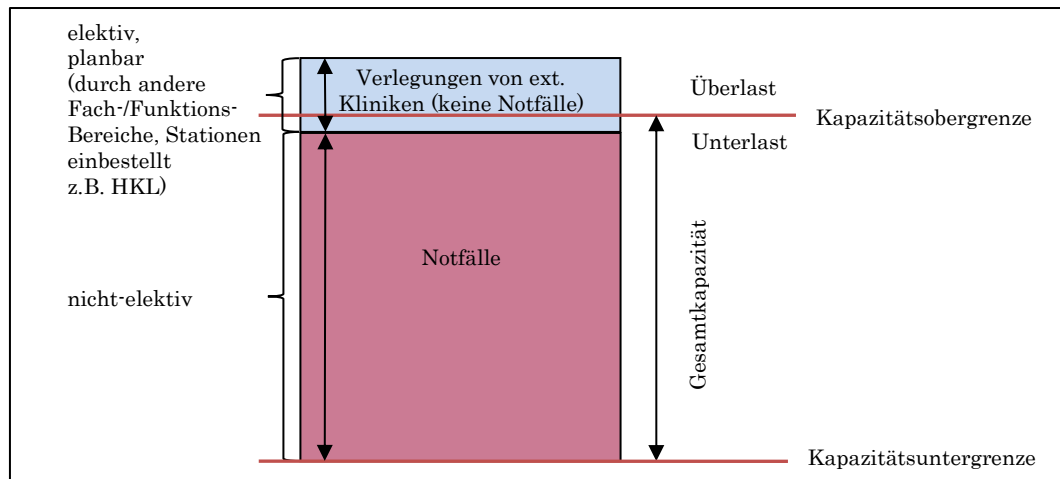 elektiv,
planbar
(durch andere
Fach-/Funktions-
Bereiche, Stationen
einbestellt
z.B. HKL)
nicht-elektiv
Verlegungen von ext.
Kliniken (keine Notfälle)
Notfälle
Überlast
Unterlast
Gesamtkapazität
Kapazitätsobergrenze
Kapazitätsuntergrenze